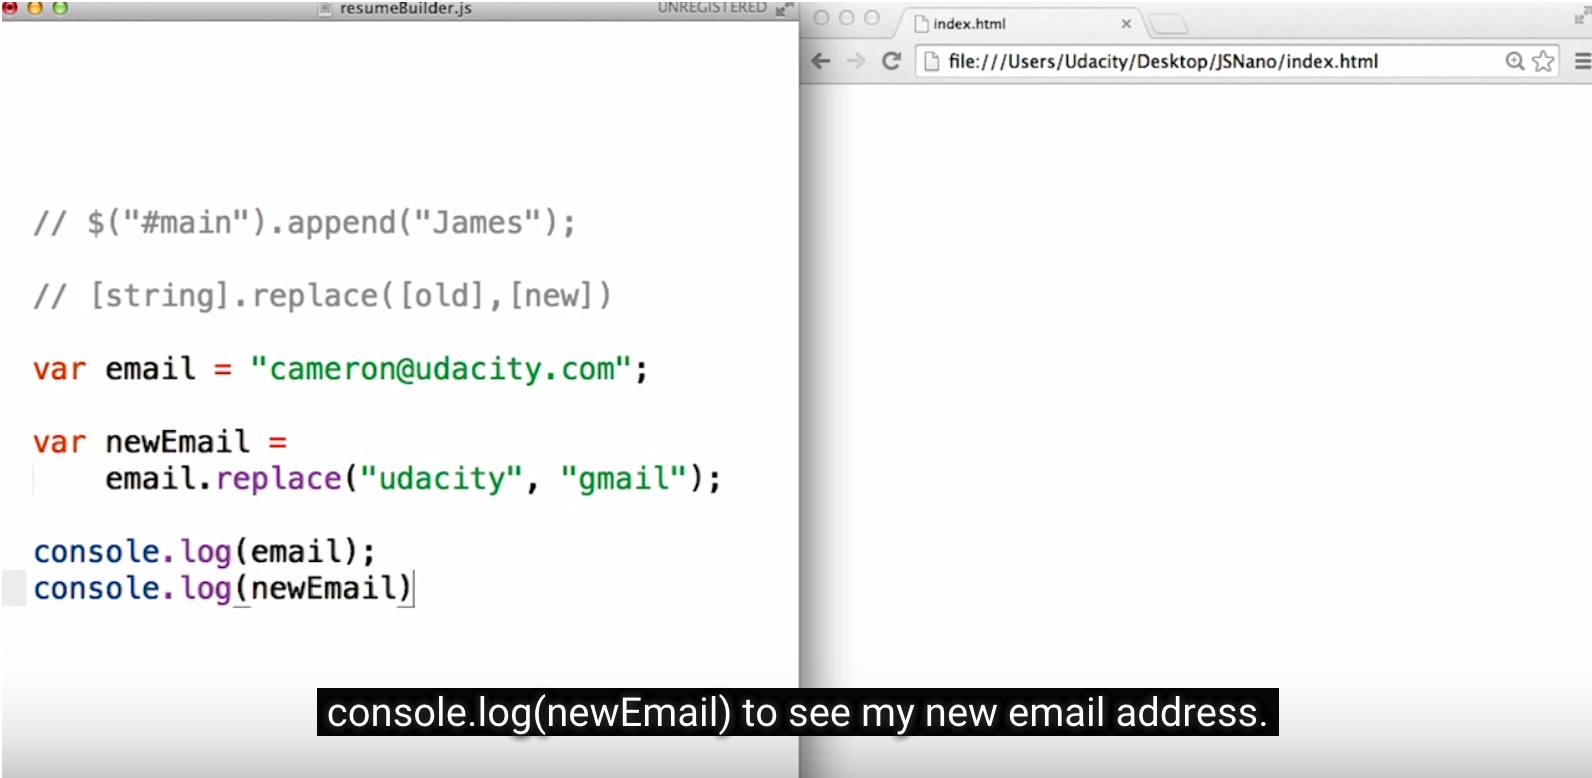 resumeBuilder.js
UNREGISTERED
// $("#main").append("James");
// [string].replace([old],[new])
var email = "cameron@udacity.com";
var newEmail =
email.replace("udacity", "gmail");
console.log(email);
console.log(newEmail)
index.html
file:///Users/Udacity/Desktop/JSNano/index.html
console.log(newEmail) to see my new email address.